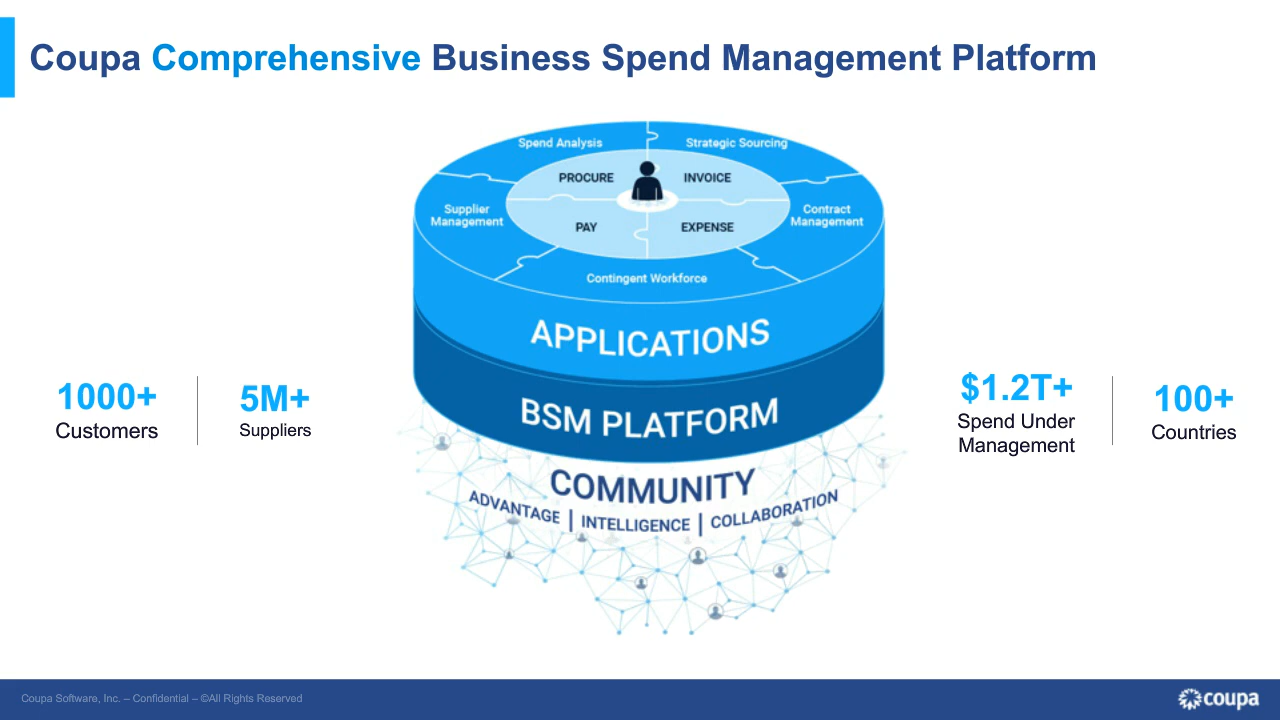 Coupa Comprehensive Business Spend Management Platform
Spend Analysis
Strategic Sourcing
PROCURE
INVOICE
Supplier
Management
Contract
Management
PAY
EXPENSE
Contingent Workforce
APPLICATIONS
BSM PLATFORM
COMMUNITY
ADVANTAGE | INTELLIGENCE | COLLABORATION
1000+
Customers
5M+
Suppliers
$1.2T+
Spend Under
Management
100+
Countries
Coupa Software, Inc. – Confidential – ©All Rights Reserved
coupa